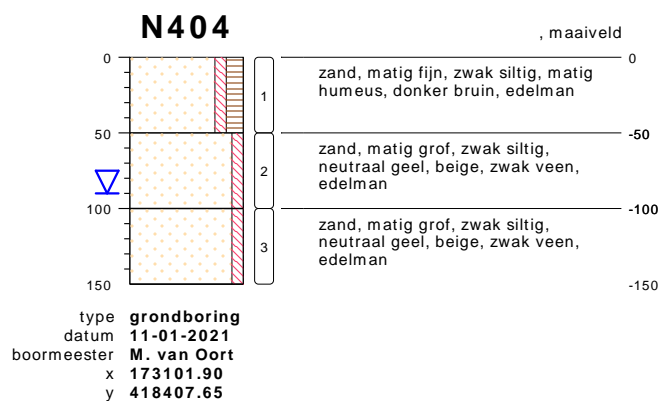 N404
, maaiveld
0
0
1
zand, matig fijn, zwak siltig, matig
humeus, donker bruin, edelman
50
-50
2
zand, matig grof, zwak siltig,
neutraal geel, beige, zwak veen,
edelman
100
-100
3
zand, matig grof, zwak siltig,
neutraal geel, beige, zwak veen,
edelman
150
-150
type grondboring
datum 11-01-2021
boormeester M. van Oort
x 173101.90
y 418407.65